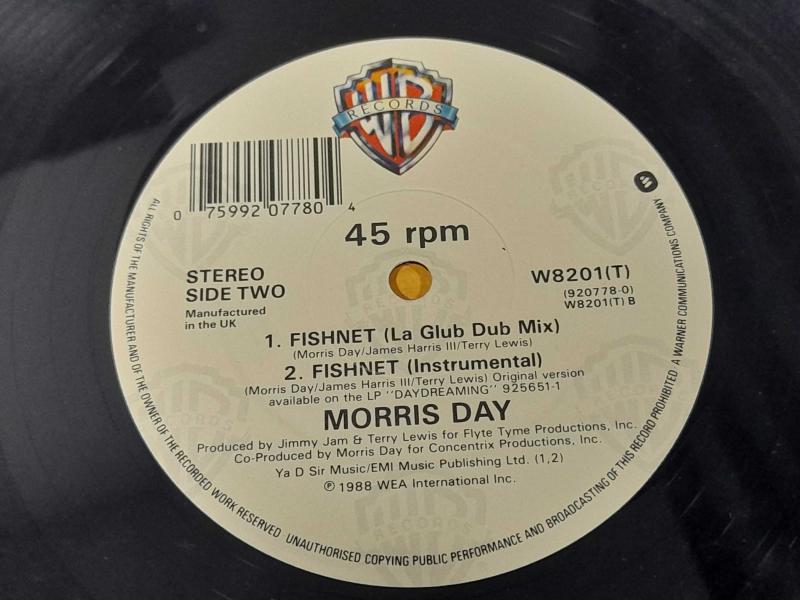 WB
RECORDS
0 75992 07780 4
45 rpm
STEREO
SIDE TWO
Manufactured
in the UK
W8201(T)
(920778-0)
W8201(T) B
1. FISHNET (La Glub Dub Mix)
(Morris Day/James Harris III/Terry Lewis)
2. FISHNET (Instrumental)
(Morris Day/James Harris III/Terry Lewis) Original version
available on the LP "DAYDREAMING" 925651-1
MORRIS DAY
Produced by Jimmy Jam & Terry Lewis for Flyte Tyme Productions, Inc.
Co-Produced by Morris Day for Concentrix Productions, Inc.
Ya D Sir Music/EMI Music Publishing Ltd. (1,2)
℗ 1988 WEA International Inc.
ALL RIGHTS OF THE MANUFACTURER AND OF THE OWNER OF THE RECORDED WORK RESERVED UNAUTHORISED COPYING PUBLIC PERFORMANCE AND BROADCASTING OF THIS RECORD PROHIBITED A WARNER COMMUNICATIONS COMPANY